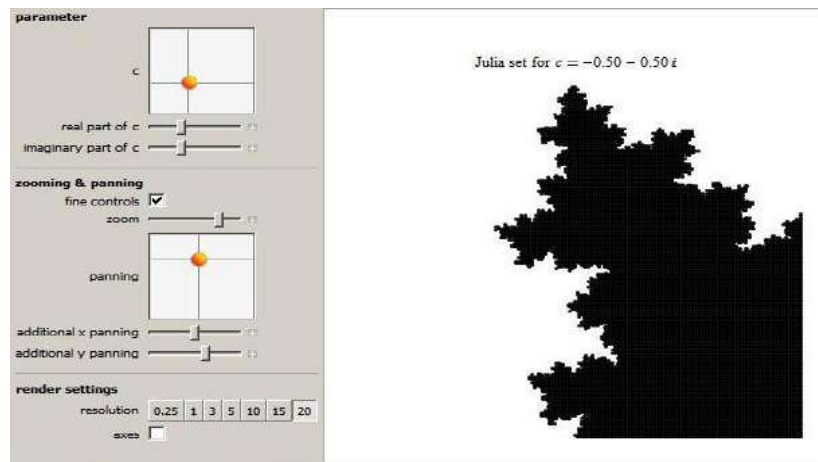 parameter
c
real part of c
imaginary part of c
zooming & panning
fine controls
zoom
panning
additional x panning
additional y panning
render settings
resolution 0.25 1 3 5 10 15 20
axes
Julia set for c = −0.50 − 0.50 i